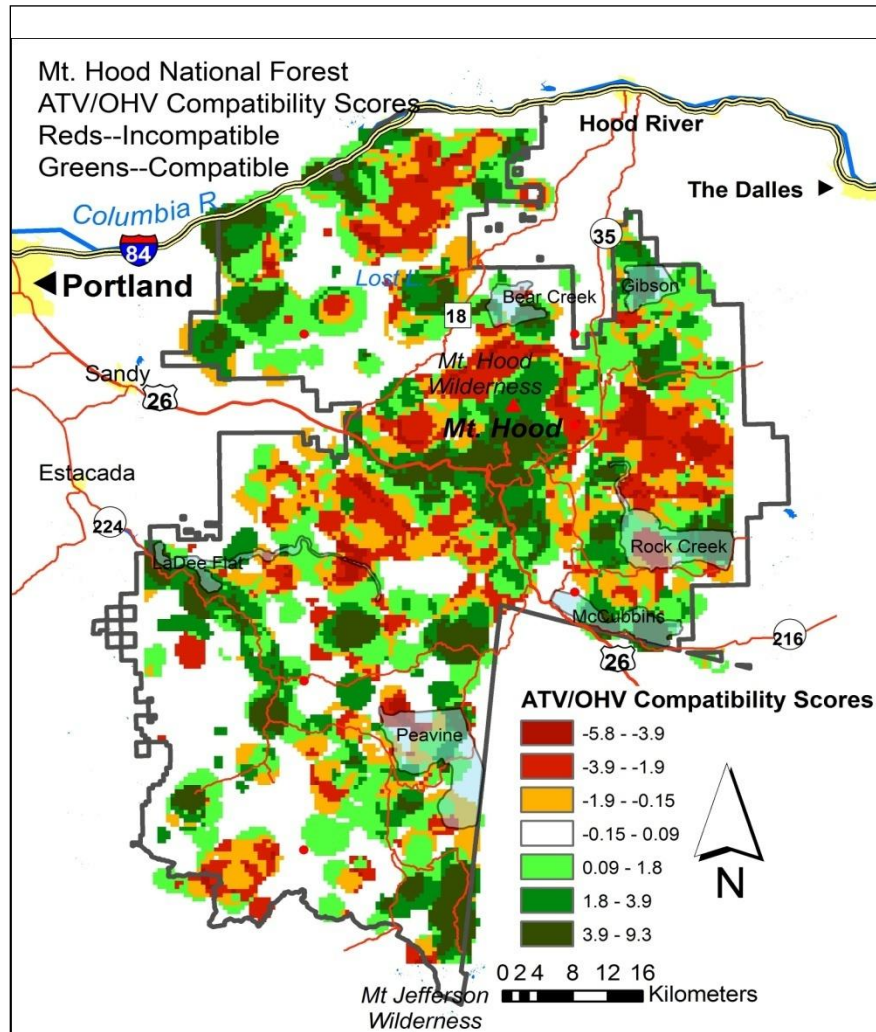 Mt. Hood National Forest
ATV/OHV Compatibility Scores
Reds--Incompatible
Greens--Compatible
Hood River
The Dalles
Columbia R
84
35
Portland
Lost L
Bear Creek
Gibson
18
Mt. Hood
Wilderness
Sandy
26
Mt. Hood
Estacada
224
Rock Creek
LaDee Flat
McCubbins
216
26
ATV/OHV Compatibility Scores
-5.8 - -3.9
-3.9 - -1.9
-1.9 - -0.15
-0.15 - 0.09
0.09 - 1.8
1.8 - 3.9
3.9 - 9.3
Peavine
N
0 2 4 8 12 16
Kilometers
Mt Jefferson
Wilderness